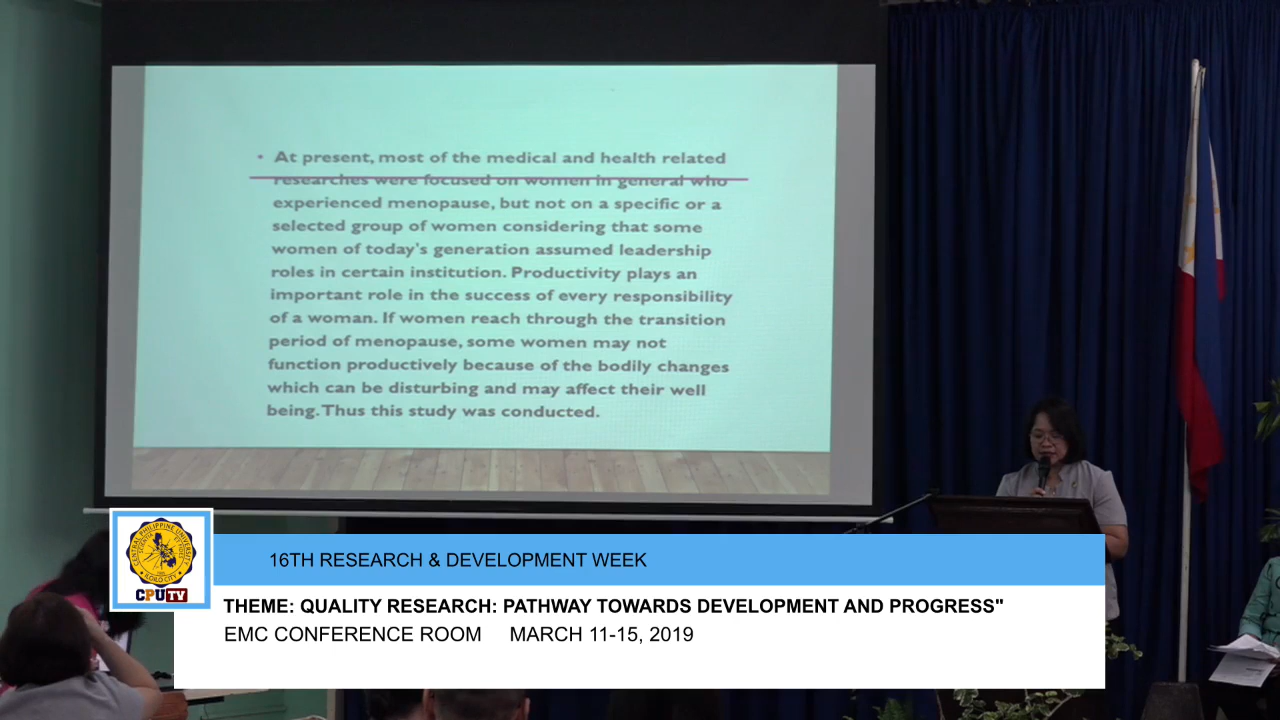 • At present, most of the medical and health related
researches were focused on women in general who
experienced menopause, but not on a specific or a
selected group of women considering that some
women of today's generation assumed leadership
roles in certain institution. Productivity plays an
important role in the success of every responsibility
of a woman. If women reach through the transition
period of menopause, some women may not
function productively because of the bodily changes
which can be disturbing and may affect their well
being. Thus this study was conducted.
CENTRAL PHILIPPINE UNIVERSITY
ILOILO CITY
CPUTV
16TH RESEARCH & DEVELOPMENT WEEK
THEME: QUALITY RESEARCH: PATHWAY TOWARDS DEVELOPMENT AND PROGRESS"
EMC CONFERENCE ROOM MARCH 11-15, 2019